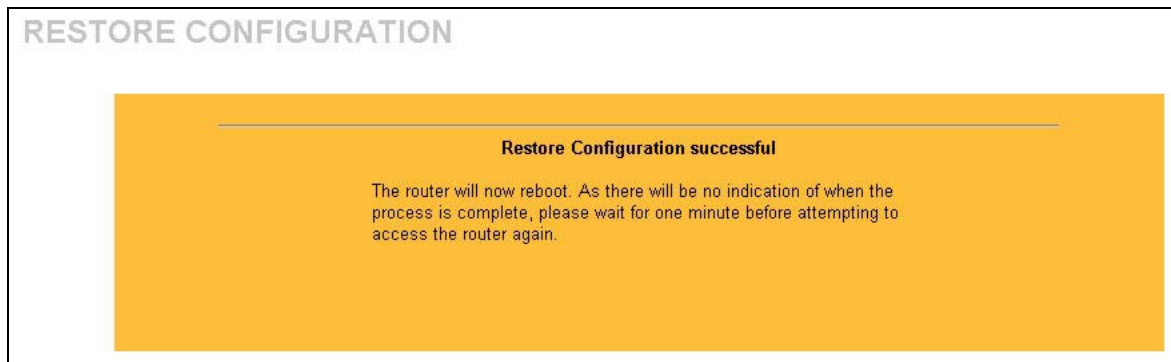 RESTORE CONFIGURATION
Restore Configuration successful
The router will now reboot. As there will be no indication of when the
process is complete, please wait for one minute before attempting to
access the router again.